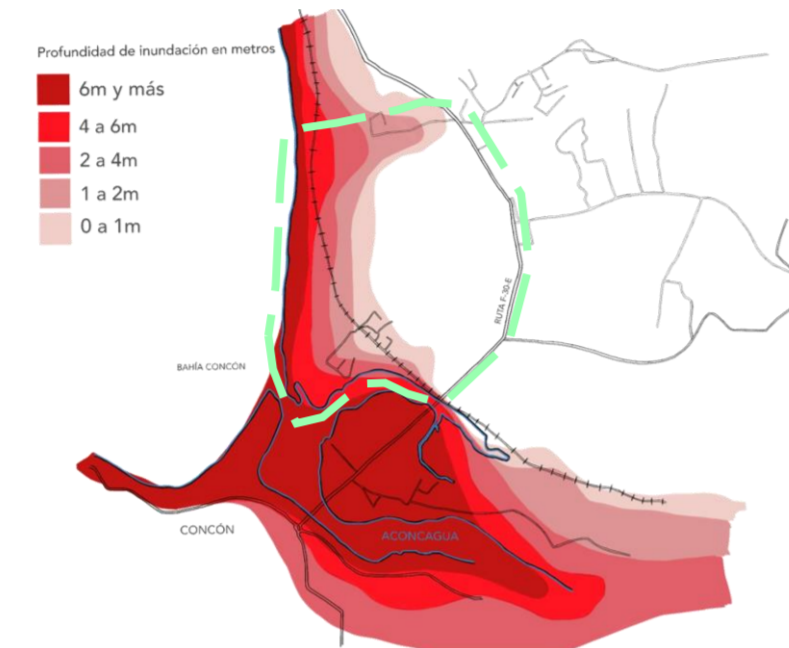 Profundidad de inundación en metros
6m y más
4 a 6m
2 a 4m
1 a 2m
0 a 1m
RUTA F-30-E
BAHÍA CONCÓN
CONCÓN
ACONCAGUA